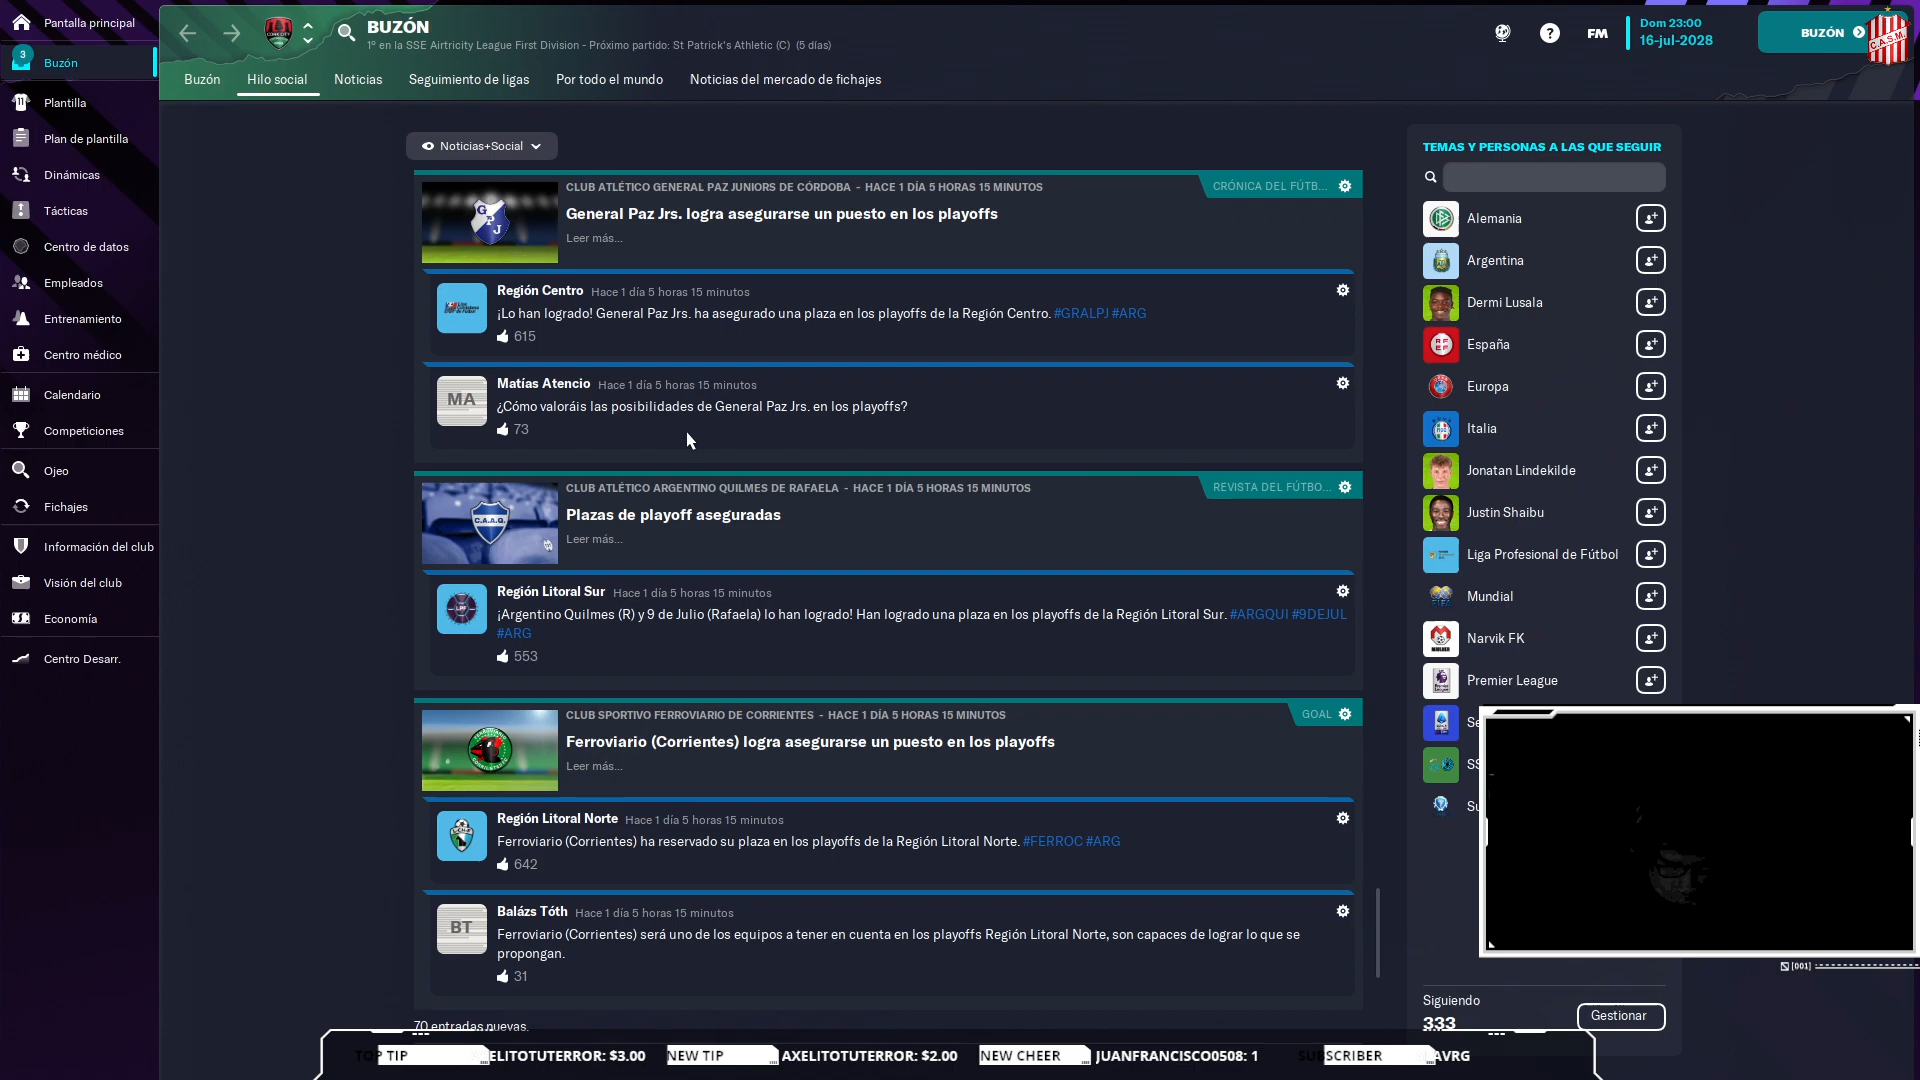 Pantalla principal
3
Buzón
Plantilla
Plan de plantilla
Dinámicas
Tácticas
Centro de datos
Empleados
Entrenamiento
Centro médico
Calendario
Competiciones
Ojeo
Fichajes
Información del club
Visión del club
Economía
Centro Desarr.
BUZÓN
1º en la SSE Airtricity League First Division - Próximo partido: St Patrick's Athletic (C) (5 días)
FM
Dom 23:00
16-jul-2028
BUZÓN
C.A.S.M.
Buzón
Hilo social
Noticias
Seguimiento de ligas
Por todo el mundo
Noticias del mercado de fichajes
Noticias+Social
CLUB ATLÉTICO GENERAL PAZ JUNIORS DE CÓRDOBA - HACE 1 DÍA 5 HORAS 15 MINUTOS
CRÓNICA DEL FÚTB...
General Paz Jrs. logra asegurarse un puesto en los playoffs
Leer más...
Región Centro Hace 1 día 5 horas 15 minutos
¡Lo han logrado! General Paz Jrs. ha asegurado una plaza en los playoffs de la Región Centro. #GRALPJ #ARG
615
MA
Matías Atencio Hace 1 día 5 horas 15 minutos
¿Cómo valoráis las posibilidades de General Paz Jrs. en los playoffs?
73
CLUB ATLÉTICO ARGENTINO QUILMES DE RAFAELA - HACE 1 DÍA 5 HORAS 15 MINUTOS
REVISTA DEL FÚTBO...
C.A.A.Q.
Plazas de playoff aseguradas
Leer más...
Región Litoral Sur Hace 1 día 5 horas 15 minutos
¡Argentino Quilmes (R) y 9 de Julio (Rafaela) lo han logrado! Han logrado una plaza en los playoffs de la Región Litoral Sur. #ARGQUI #9DEJUL
#ARG
553
CLUB SPORTIVO FERROVIARIO DE CORRIENTES - HACE 1 DÍA 5 HORAS 15 MINUTOS
GOAL
Ferroviario (Corrientes) logra asegurarse un puesto en los playoffs
Leer más...
Región Litoral Norte Hace 1 día 5 horas 15 minutos
Ferroviario (Corrientes) ha reservado su plaza en los playoffs de la Región Litoral Norte. #FERROC #ARG
642
BT
Balázs Tóth Hace 1 día 5 horas 15 minutos
Ferroviario (Corrientes) será uno de los equipos a tener en cuenta en los playoffs Región Litoral Norte, son capaces de lograr lo que se
propongan.
31
70 entradas nuevas.
TEMAS Y PERSONAS A LAS QUE SEGUIR
Alemania
Argentina
Dermi Lusala
España
Europa
Italia
Jonatan Lindekilde
Justin Shaibu
Liga Profesional de Fútbol
Mundial
Narvik FK
Premier League
[001]
Siguiendo
333
Gestionar
TOP TIP
ELITOTUTERROR: $3.00
NEW TIP
AXELITOTUTERROR: $2.00
NEW CHEER
JUANFRANCISCO0508: 1
SUBSCRIBER